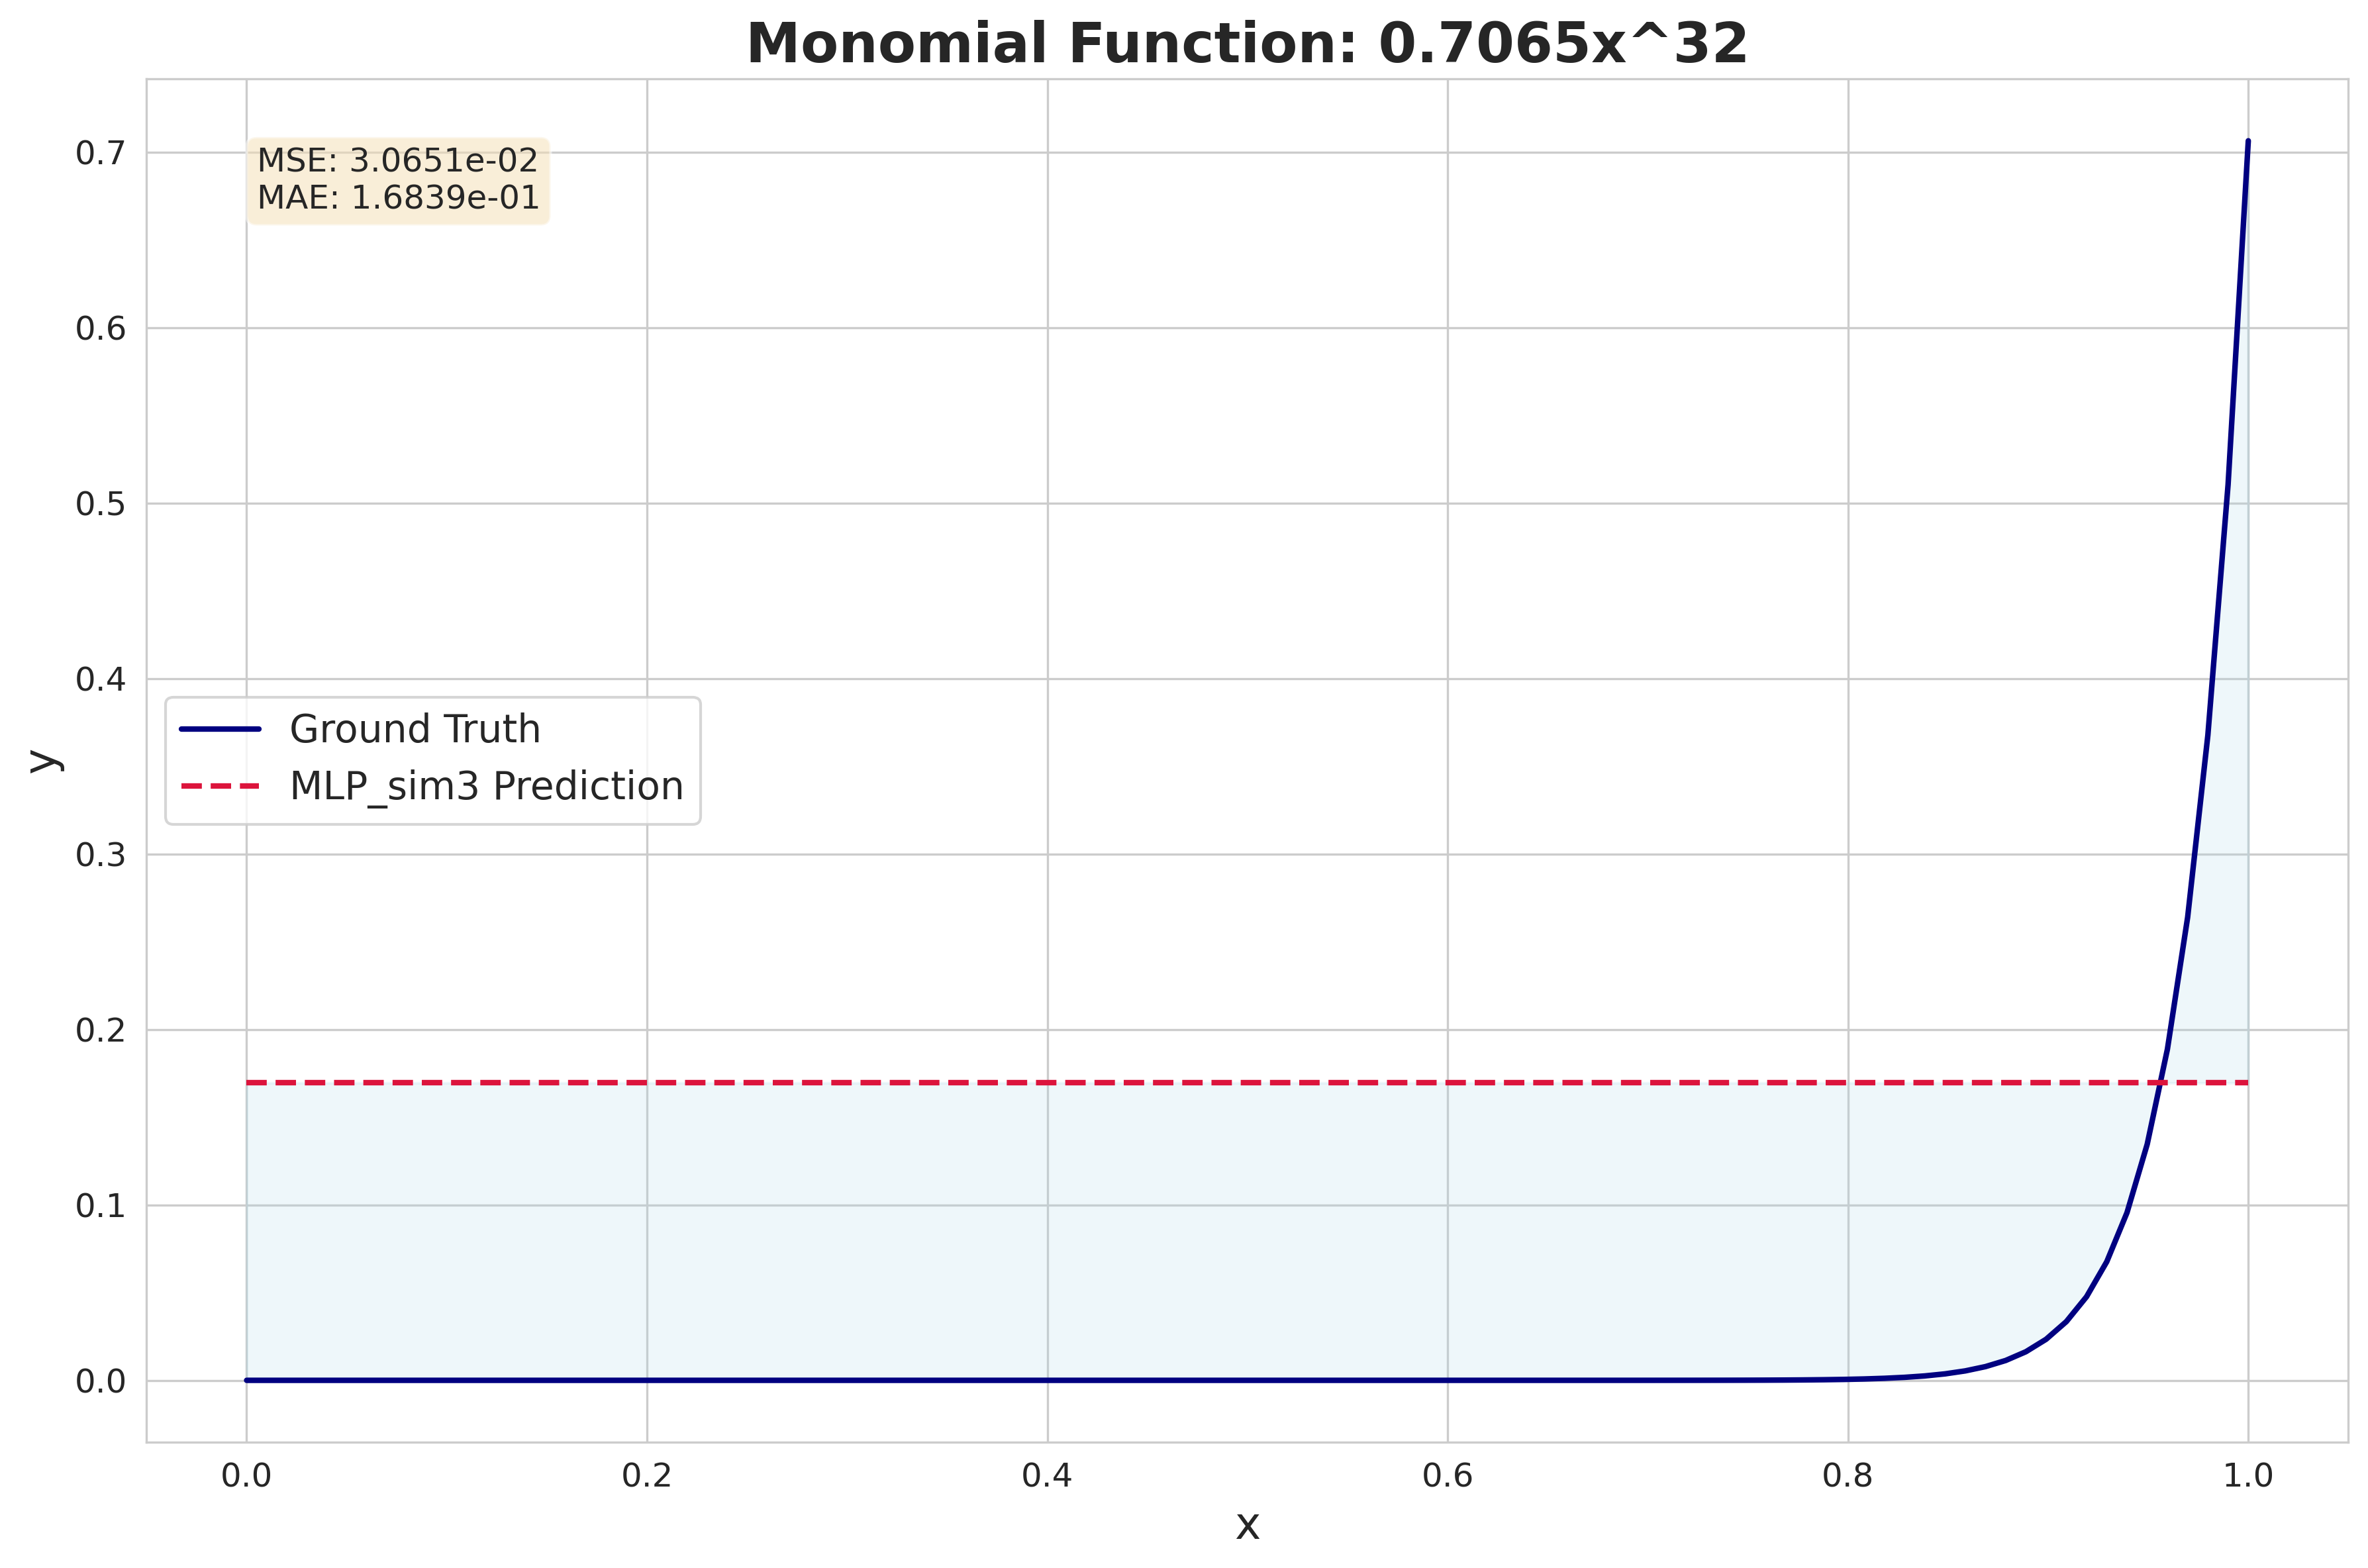 Monomial Function: 0.7065x^32
MSE: 3.0651e-02
MAE: 1.6839e-01
0.7
0.6
0.5
0.4
0.3
0.2
0.1
0.0
y
Ground Truth
MLP_sim3 Prediction
0.0 0.2 0.4 0.6 0.8 1.0
x